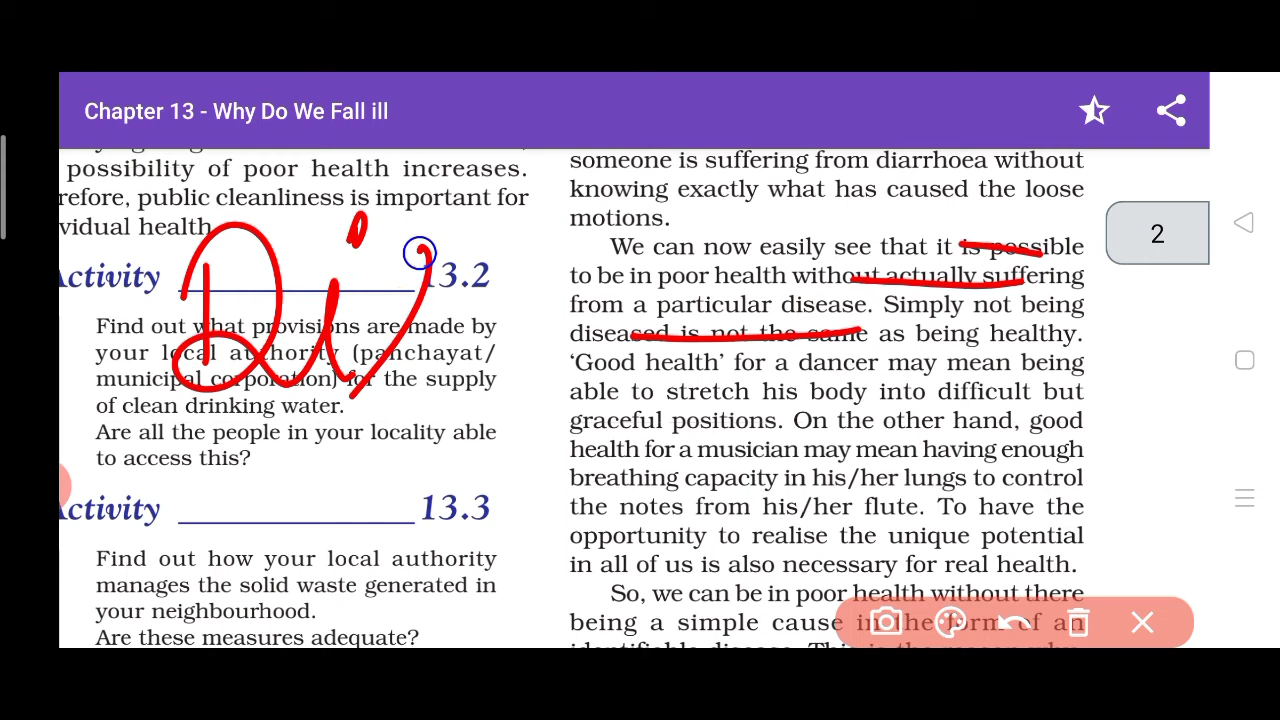 Chapter 13 - Why Do We Fall ill
possibility of poor health increases.
refore, public cleanliness is important for
vidual health
Activity 13.2
Find out what provisions are made by
your local authority (panchayat/
municipal corporation) for the supply
of clean drinking water.
Are all the people in your locality able
to access this?
Activity 13.3
Find out how your local authority
manages the solid waste generated in
your neighbourhood.
Are these measures adequate?
someone is suffering from diarrhoea without
knowing exactly what has caused the loose
motions.
We can now easily see that it is possible
to be in poor health without actually suffering
from a particular disease. Simply not being
diseased is not the same as being healthy.
‘Good health’ for a dancer may mean being
able to stretch his body into difficult but
graceful positions. On the other hand, good
health for a musician may mean having enough
breathing capacity in his/her lungs to control
the notes from his/her flute. To have the
opportunity to realise the unique potential
in all of us is also necessary for real health.
So, we can be in poor health without there
being a simple cause in the form of an
2